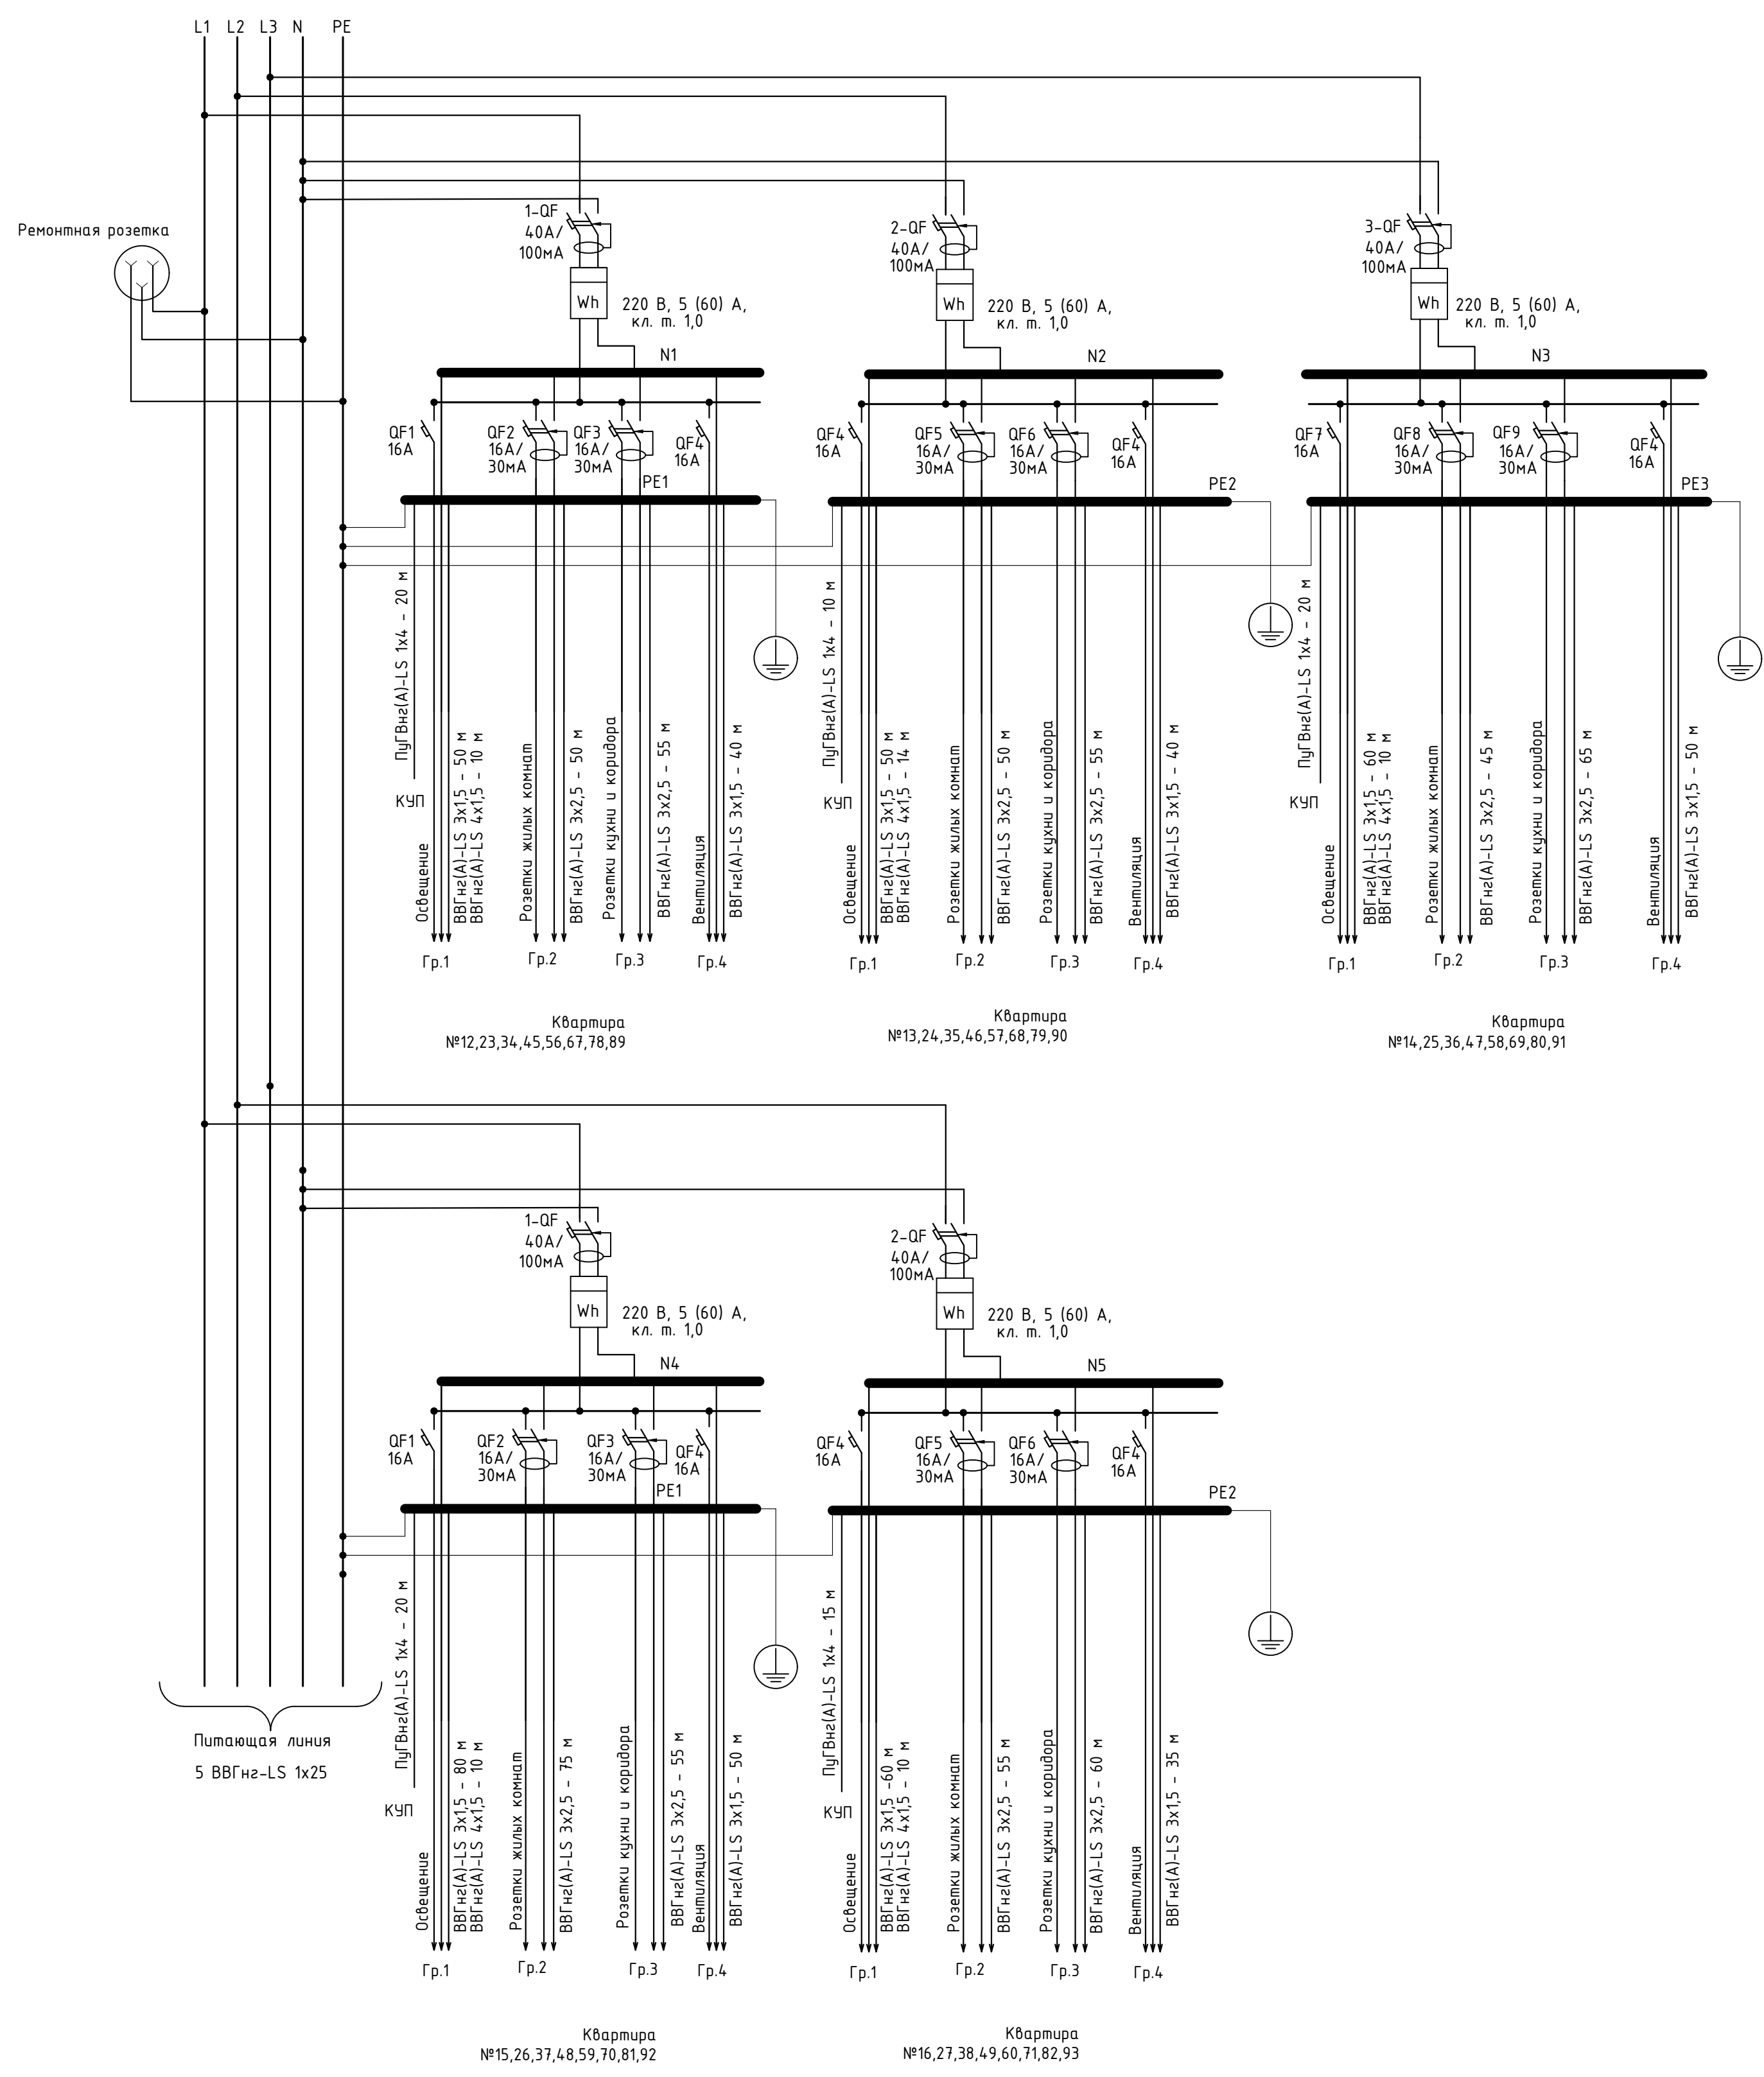 L1 L2 L3 N PE
Ремонтная розетка
1-QF
40А/
100мА
Wh
220 В, 5 (60) А,
кл. т. 1,0
N1
QF1
16А
QF2
16А/
30мА
QF3
16А/
30мА
QF4
16А
PE1
ПуГВнг(А)-LS 1х4 - 20 м
КУП
Освещение
ВВГнг(А)-LS 3х1,5 - 50 м
ВВГнг(А)-LS 4х1,5 - 10 м
Розетки жилых комнат
ВВГнг(А)-LS 3х2,5 - 50 м
Розетки кухни и коридора
ВВГнг(А)-LS 3х2,5 - 55 м
Вентиляция
ВВГнг(А)-LS 3х1,5 - 40 м
Гр.1
Гр.2
Гр.3
Гр.4
Квартира
№12,23,34,45,56,67,78,89
2-QF
40А/
100мА
Wh
220 В, 5 (60) А,
кл. т. 1,0
N2
QF4
16А
QF5
16А/
30мА
QF6
16А/
30мА
QF4
16А
PE2
ПуГВнг(А)-LS 1х4 - 10 м
КУП
Освещение
ВВГнг(А)-LS 3х1,5 - 50 м
ВВГнг(А)-LS 4х1,5 - 14 м
Розетки жилых комнат
ВВГнг(А)-LS 3х2,5 - 50 м
Розетки кухни и коридора
ВВГнг(А)-LS 3х2,5 - 55 м
Вентиляция
ВВГнг(А)-LS 3х1,5 - 40 м
Гр.1
Гр.2
Гр.3
Гр.4
Квартира
№13,24,35,46,57,68,79,90
3-QF
40А/
100мА
Wh
220 В, 5 (60) А,
кл. т. 1,0
N3
QF7
16А
QF8
16А/
30мА
QF9
16А/
30мА
QF4
16А
PE3
ПуГВнг(А)-LS 1х4 - 20 м
КУП
Освещение
ВВГнг(А)-LS 3х1,5 - 60 м
ВВГнг(А)-LS 4х1,5 - 10 м
Розетки жилых комнат
ВВГнг(А)-LS 3х2,5 - 45 м
Розетки кухни и коридора
ВВГнг(А)-LS 3х2,5 - 65 м
Вентиляция
ВВГнг(А)-LS 3х1,5 - 50 м
Гр.1
Гр.2
Гр.3
Гр.4
Квартира
№14,25,36,47,58,69,80,91
1-QF
40А/
100мА
Wh
220 В, 5 (60) А,
кл. т. 1,0
N4
QF1
16А
QF2
16А/
30мА
QF3
16А/
30мА
QF4
16А
PE1
ПуГВнг(А)-LS 1х4 - 20 м
КУП
Освещение
ВВГнг(А)-LS 3х1,5 - 80 м
ВВГнг(А)-LS 4х1,5 - 10 м
Розетки жилых комнат
ВВГнг(А)-LS 3х2,5 - 75 м
Розетки кухни и коридора
ВВГнг(А)-LS 3х2,5 - 55 м
Вентиляция
ВВГнг(А)-LS 3х1,5 - 50 м
Гр.1
Гр.2
Гр.3
Гр.4
Квартира
№15,26,37,48,59,70,81,92
2-QF
40А/
100мА
Wh
220 В, 5 (60) А,
кл. т. 1,0
N5
QF4
16А
QF5
16А/
30мА
QF6
16А/
30мА
QF4
16А
PE2
ПуГВнг(А)-LS 1х4 - 15 м
КУП
Освещение
ВВГнг(А)-LS 3х1,5 -60 м
ВВГнг(А)-LS 4х1,5 - 10 м
Розетки жилых комнат
ВВГнг(А)-LS 3х2,5 - 55 м
Розетки кухни и коридора
ВВГнг(А)-LS 3х2,5 - 60 м
Вентиляция
ВВГнг(А)-LS 3х1,5 - 35 м
Гр.1
Гр.2
Гр.3
Гр.4
Квартира
№16,27,38,49,60,71,82,93
Питающая линия
5 ВВГнг-LS 1х25